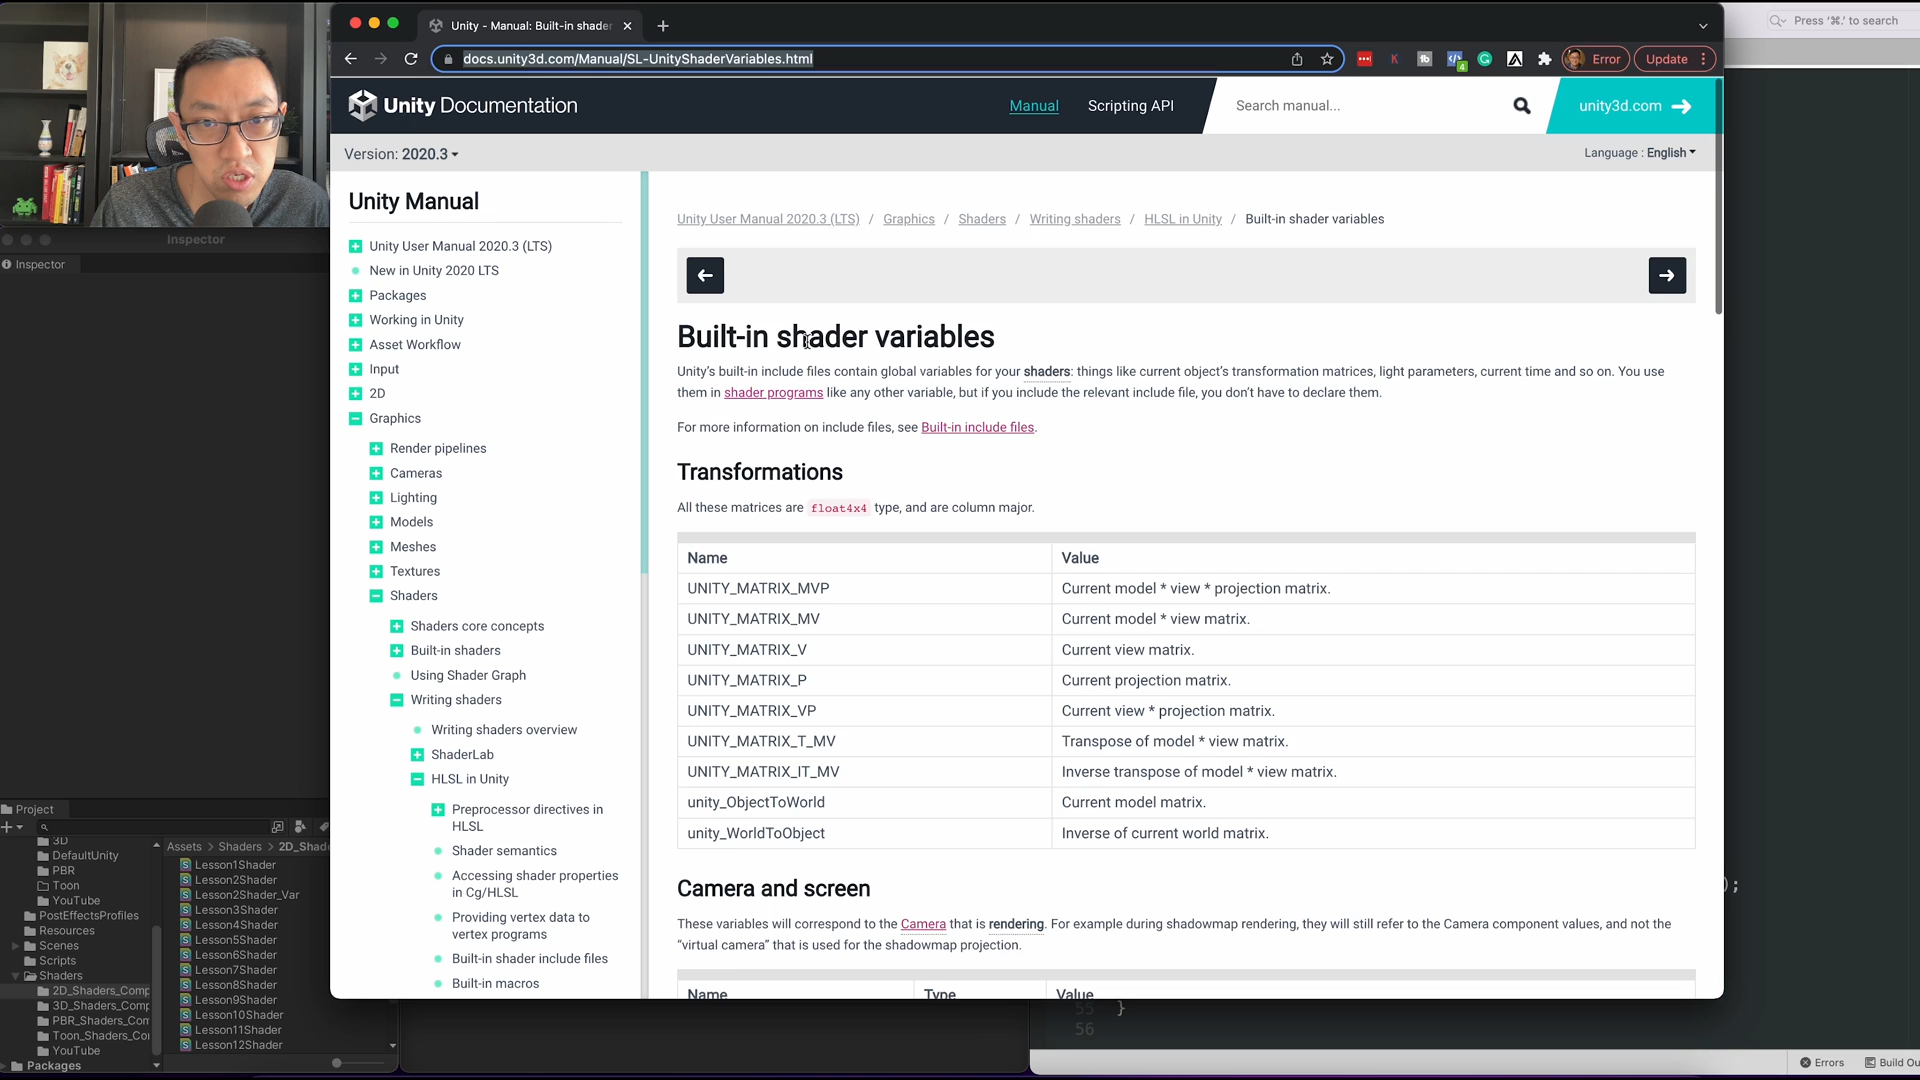 Unity - Manual: Built-in shader
Press '⌘.' to search
docs.unity3d.com/Manual/SL-UnityShaderVariables.html
Error
Update
Unity Documentation
Manual
Scripting API
Search manual...
unity3d.com
Version: 2020.3
Language : English
Unity Manual
Unity User Manual 2020.3 (LTS)
New in Unity 2020 LTS
Packages
Working in Unity
Asset Workflow
Input
2D
Graphics
Render pipelines
Cameras
Lighting
Models
Meshes
Textures
Shaders
Shaders core concepts
Built-in shaders
Using Shader Graph
Writing shaders
Writing shaders overview
ShaderLab
HLSL in Unity
Preprocessor directives in
HLSL
Shader semantics
Accessing shader properties
in Cg/HLSL
Providing vertex data to
vertex programs
Built-in shader include files
Built-in macros
Unity User Manual 2020.3 (LTS) / Graphics / Shaders / Writing shaders / HLSL in Unity / Built-in shader variables
Built-in shader variables
Unity's built-in include files contain global variables for your shaders: things like current object's transformation matrices, light parameters, current time and so on. You use
them in shader programs like any other variable, but if you include the relevant include file, you don't have to declare them.
For more information on include files, see Built-in include files.
Transformations
All these matrices are float4x4 type, and are column major.
Name Value
UNITY_MATRIX_MVP Current model * view * projection matrix.
UNITY_MATRIX_MV Current model * view matrix.
UNITY_MATRIX_V Current view matrix.
UNITY_MATRIX_P Current projection matrix.
UNITY_MATRIX_VP Current view * projection matrix.
UNITY_MATRIX_T_MV Transpose of model * view matrix.
UNITY_MATRIX_IT_MV Inverse transpose of model * view matrix.
unity_ObjectToWorld Current model matrix.
unity_WorldToObject Inverse of current world matrix.
Camera and screen
These variables will correspond to the Camera that is rendering. For example during shadowmap rendering, they will still refer to the Camera component values, and not the
"virtual camera" that is used for the shadowmap projection.
Name Type Value
Inspector
Inspector
Project
3D
DefaultUnity
PBR
Toon
YouTube
PostEffectsProfiles
Resources
Scenes
Scripts
Shaders
2D_Shaders_Comp
3D_Shaders_Comp
PBR_Shaders_Com
Toon_Shaders_Co
YouTube
Packages
Assets > Shaders > 2D_Shade
Lesson1Shader
Lesson2Shader
Lesson2Shader_Var
Lesson3Shader
Lesson4Shader
Lesson5Shader
Lesson6Shader
Lesson7Shader
Lesson8Shader
Lesson9Shader
Lesson10Shader
Lesson11Shader
Lesson12Shader
);
55 }
56
Errors
Build Ou